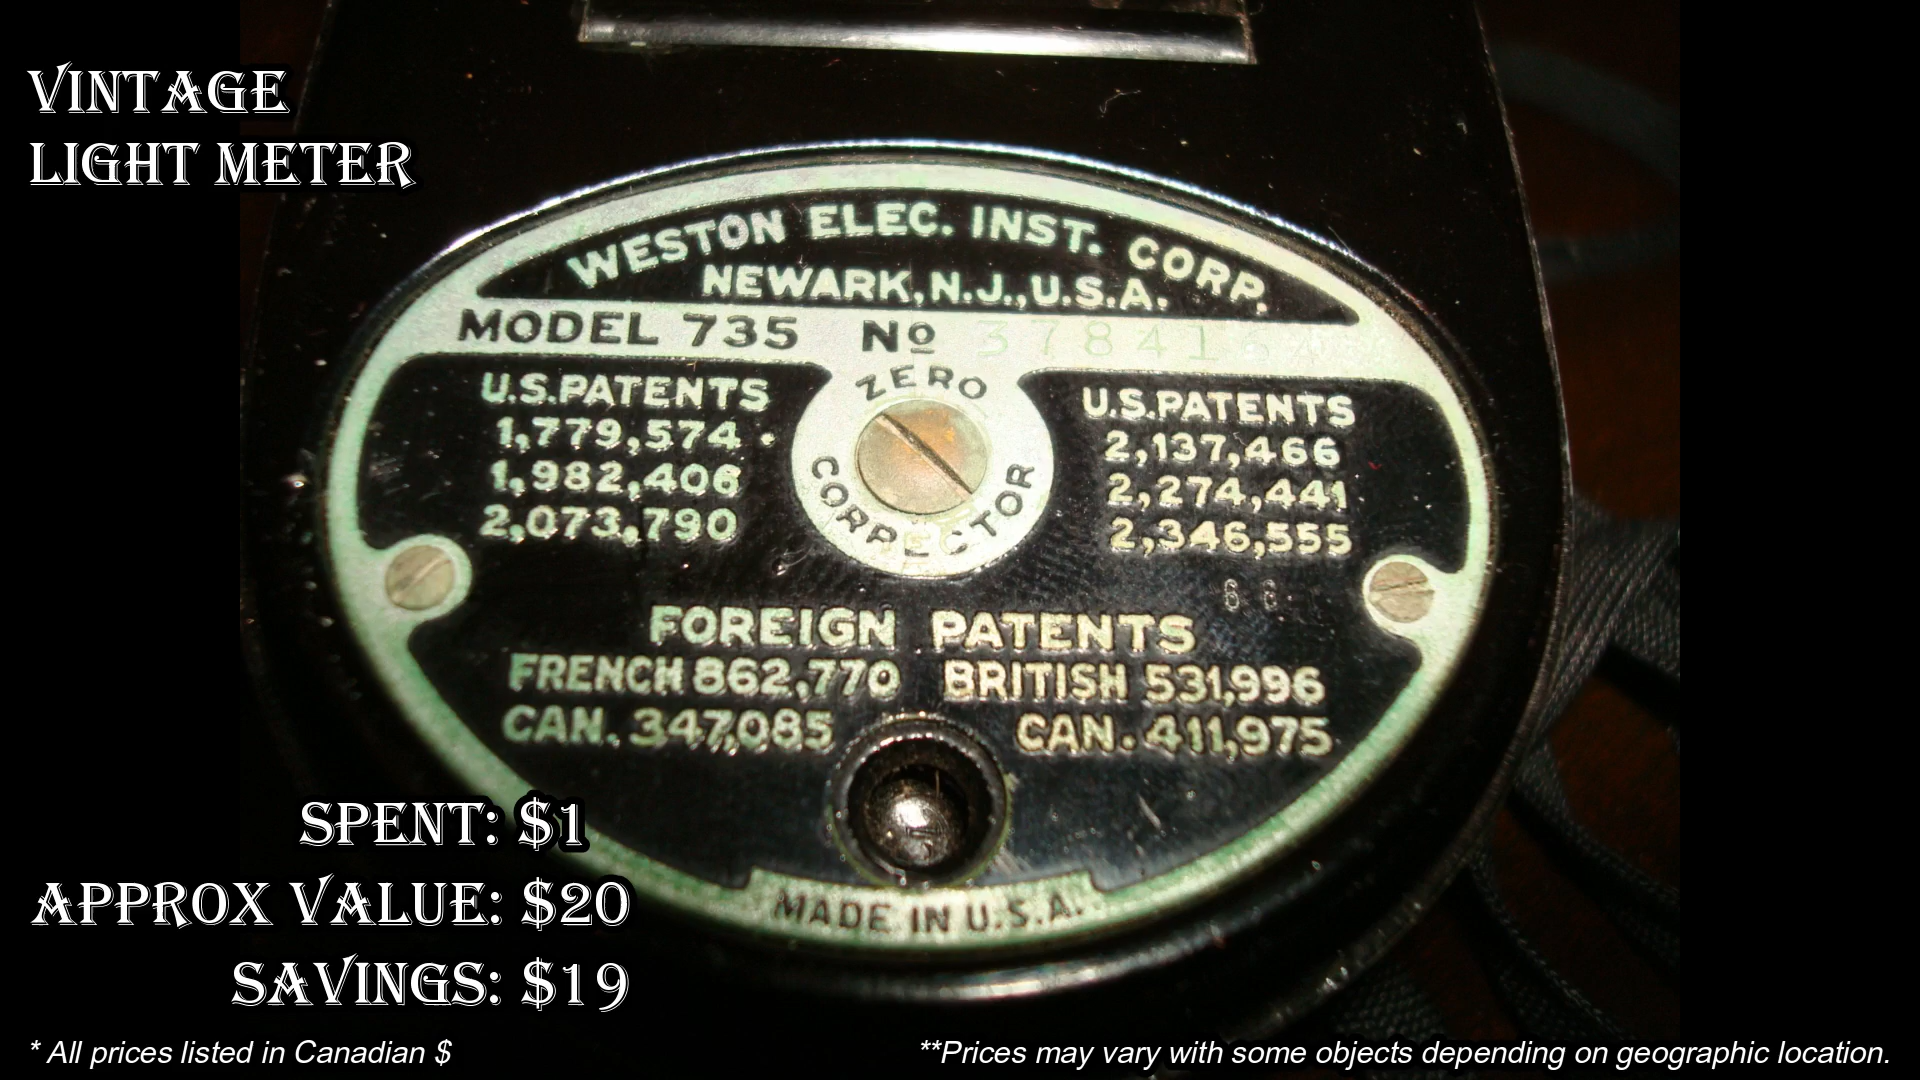 VINTAGE
LIGHT METER
WESTON ELEC. INST. CORP.
NEWARK, N.J., U.S.A.
MODEL 735 No 378416
ZERO
CORRECTOR
U.S. PATENTS
1,779,574
1,982,406
2,073,790
U.S. PATENTS
2,137,466
2,274,441
2,346,555
66
FOREIGN PATENTS
FRENCH 862,770 BRITISH 531,996
CAN. 347,085 CAN. 411,975
MADE IN U.S.A.
SPENT: $1
APPROX VALUE: $20
SAVINGS: $19
* All prices listed in Canadian $
**Prices may vary with some objects depending on geographic location.